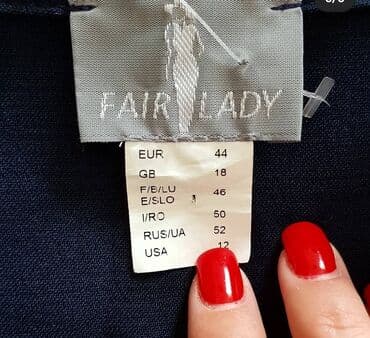 FAIR LADY
EUR 44
GB 18
F/B/LU
E/SLO 46
I/RO 50
RUS/UA 52
USA 12